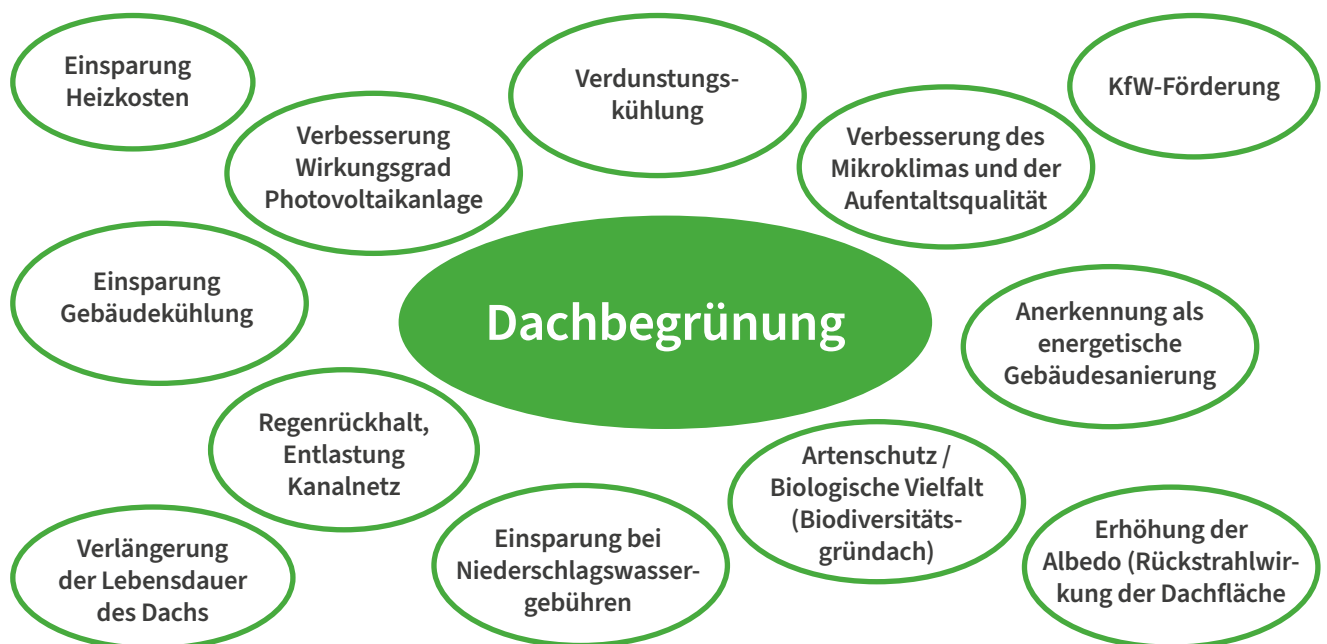 Einsparung
Heizkosten
Verbesserung
Wirkungsgrad
Photovoltaikanlage
Verdunstungs-
kühlung
Verbesserung des
Mikroklimas und der
Aufentaltsqualität
KfW-Förderung
Einsparung
Gebäudekühlung
Dachbegrünung
Anerkennung als
energetische
Gebäudesanierung
Regenrückhalt,
Entlastung
Kanalnetz
Artenschutz /
Biologische Vielfalt
(Biodiversitäts-
gründach)
Verlängerung
der Lebensdauer
des Dachs
Einsparung bei
Niederschlagswasser-
gebühren
Erhöhung der
Albedo (Rückstrahlwir-
kung der Dachfläche